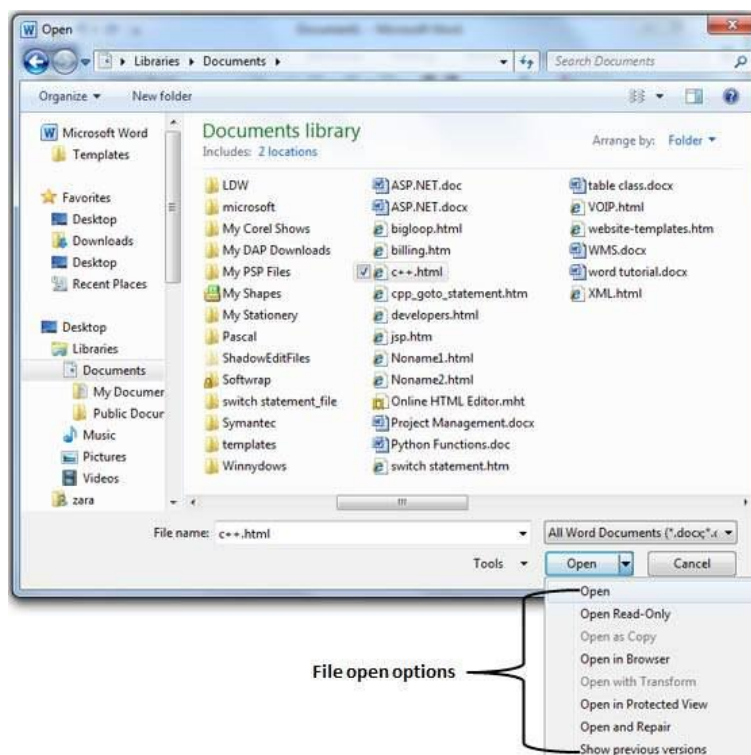 Open
Libraries Documents
Search Documents
Organize New folder
Microsoft Word
Templates
Favorites
Desktop
Downloads
Desktop
Recent Places
Desktop
Libraries
Documents
My Documer
Public Docur
Music
Pictures
Videos
zara
Documents library
Includes: 2 locations
Arrange by: Folder
LDW
microsoft
My Corel Shows
My DAP Downloads
My PSP Files
My Shapes
My Stationery
Pascal
ShadowEditFiles
Softwrap
switch statement_file
Symantec
templates
Winnydows
ASP.NET.doc
ASP.NET.docx
bigloop.html
billing.htm
c++.html
cpp_goto_statement.htm
developers.html
jsp.htm
Noname1.html
Noname2.html
Online HTML Editor.mht
Project Management.docx
Python Functions.doc
switch statement.htm
table class.docx
VOIP.html
website-templates.htm
WMS.docx
word tutorial.docx
XML.html
File name: c++.html
All Word Documents (*.docx;*.c
Tools Open Cancel
Open
Open Read-Only
Open as Copy
Open in Browser
Open with Transform
Open in Protected View
Open and Repair
Show previous versions
File open options